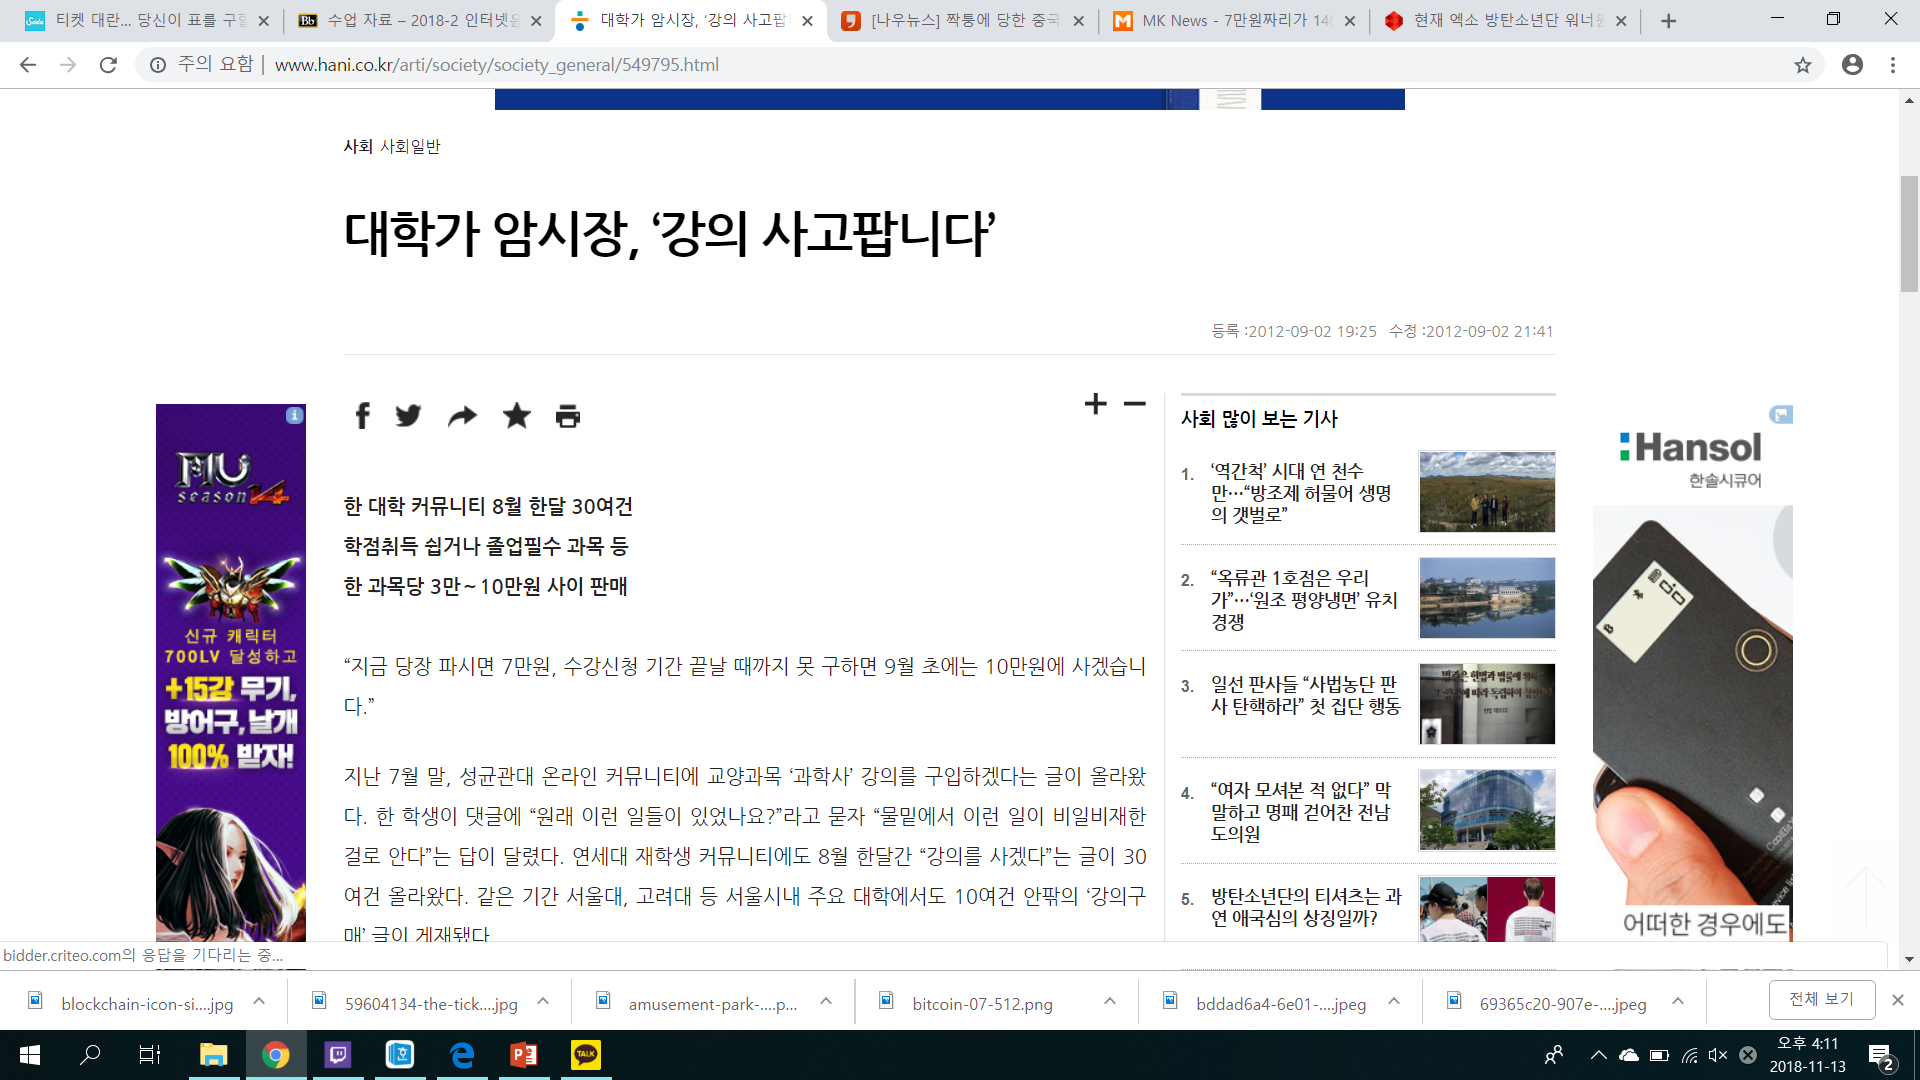 티켓 대란... 당신이 표를 구할
수업 자료 – 2018-2 인터넷응
대학가 암시장, ‘강의 사고팝
[나우뉴스] 짝퉁에 당한 중국
MK News - 7만원짜리가 140
현재 엑소 방탄소년단 워너원
주의 요함 | www.hani.co.kr/arti/society/society_general/549795.html
사회 사회일반
대학가 암시장, ‘강의 사고팝니다’
등록 :2012-09-02 19:25 수정 :2012-09-02 21:41
한 대학 커뮤니티 8월 한달 30여건
학점취득 쉽거나 졸업필수 과목 등
한 과목당 3만~10만원 사이 판매
“지금 당장 파시면 7만원, 수강신청 기간 끝날 때까지 못 구하면 9월 초에는 10만원에 사겠습니
다.”
지난 7월 말, 성균관대 온라인 커뮤니티에 교양과목 ‘과학사’ 강의를 구입하겠다는 글이 올라왔
다. 한 학생이 댓글에 “원래 이런 일들이 있었나요?”라고 묻자 “물밑에서 이런 일이 비일비재한
걸로 안다”는 답이 달렸다. 연세대 재학생 커뮤니티에도 8월 한달간 “강의를 사겠다”는 글이 30
여건 올라왔다. 같은 기간 서울대, 고려대 등 서울시내 주요 대학에서도 10여건 안팎의 ‘강의구
매’ 글이 게재됐다
사회 많이 보는 기사
1. ‘역간척’ 시대 연 천수
만…“방조제 허물어 생명
의 갯벌로”
2. “옥류관 1호점은 우리
가”…‘원조 평양냉면’ 유치
경쟁
3. 일선 판사들 “사법농단 판
사 탄핵하라” 첫 집단 행동
4. “여자 모셔본 적 없다” 막
말하고 명패 걷어찬 전남
도의원
5. 방탄소년단의 티셔츠는 과
연 애국심의 상징일까?
MU
season14
신규 캐릭터
700LV 달성하고
+15강 무기,
방어구, 날개
100% 받자!
Hansol
한솔시큐어
어떠한 경우에도
bidder.criteo.com의 응답을 기다리는 중...
blockchain-icon-si....jpg
59604134-the-tick....jpg
amusement-park-....p...
bitcoin-07-512.png
bddad6a4-6e01-....jpeg
69365c20-907e-....jpeg
전체 보기
TALK
오후 4:11
2018-11-13
2